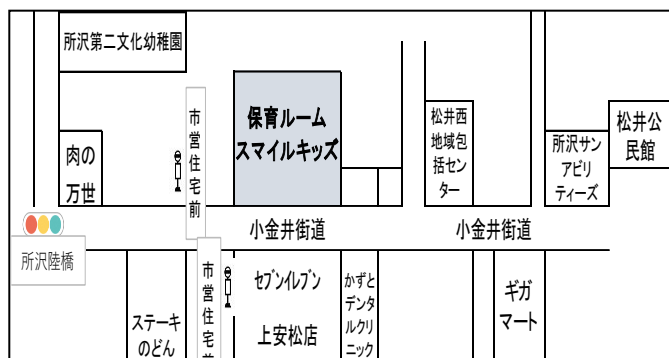 所沢第二文化幼稚園
保育ルーム
スマイルキッズ
市営住宅前
肉の
万世
松井西
地域包
括セン
ター
所沢サン
アビリ
ティーズ
松井公
民館
小金井街道
小金井街道
所沢陸橋
ステーキ
のどん
市営住宅前
セブンイレブン
上安松店
かずと
デンタ
ルクリ
ニック
ギガ
マート